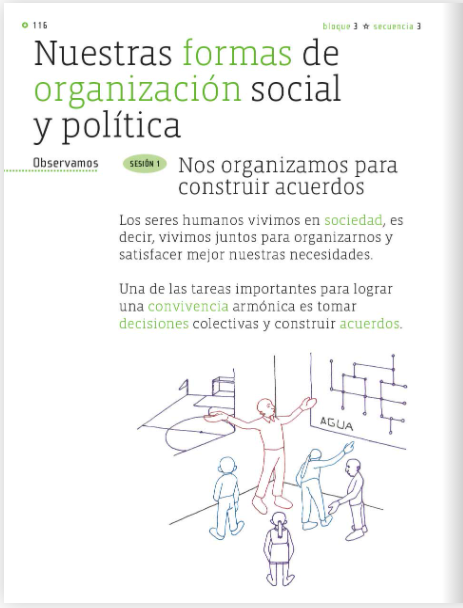 116
bloque 3 ☆ secuencia 3
Nuestras formas de
organización social
y política
Observamos
SESIÓN 1
Nos organizamos para
construir acuerdos
Los seres humanos vivimos en sociedad, es
decir, vivimos juntos para organizarnos y
satisfacer mejor nuestras necesidades.
Una de las tareas importantes para lograr
una convivencia armónica es tomar
decisiones colectivas y construir acuerdos.
AGUA